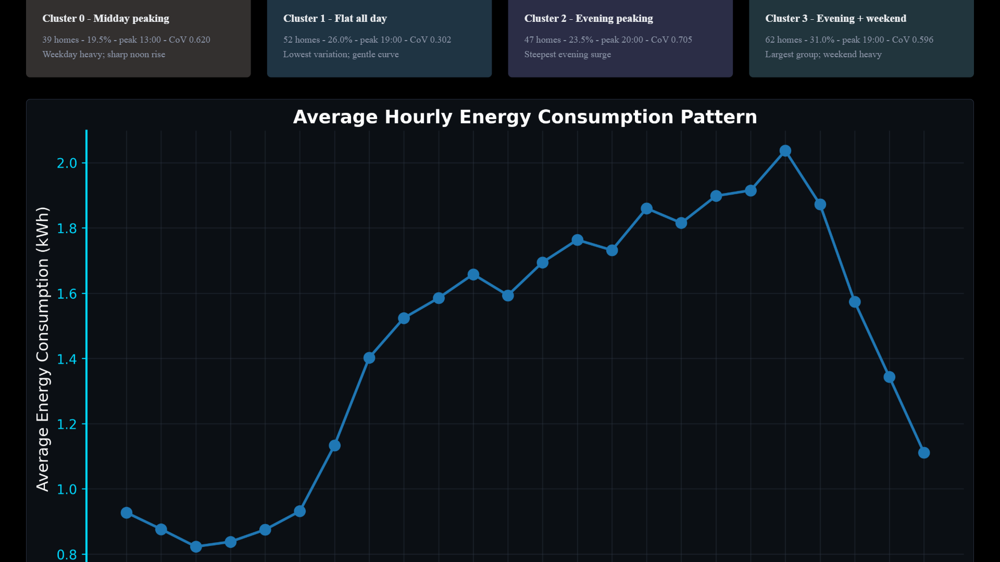 Cluster 0 - Midday peaking
39 homes - 19.5% - peak 13:00 - CoV 0.620
Weekday heavy; sharp noon rise
Cluster 1 - Flat all day
52 homes - 26.0% - peak 19:00 - CoV 0.302
Lowest variation; gentle curve
Cluster 2 - Evening peaking
47 homes - 23.5% - peak 20:00 - CoV 0.705
Steepest evening surge
Cluster 3 - Evening + weekend
62 homes - 31.0% - peak 19:00 - CoV 0.596
Largest group; weekend heavy
Average Hourly Energy Consumption Pattern
Average Energy Consumption (kWh)
2.0
1.8
1.6
1.4
1.2
1.0
0.8